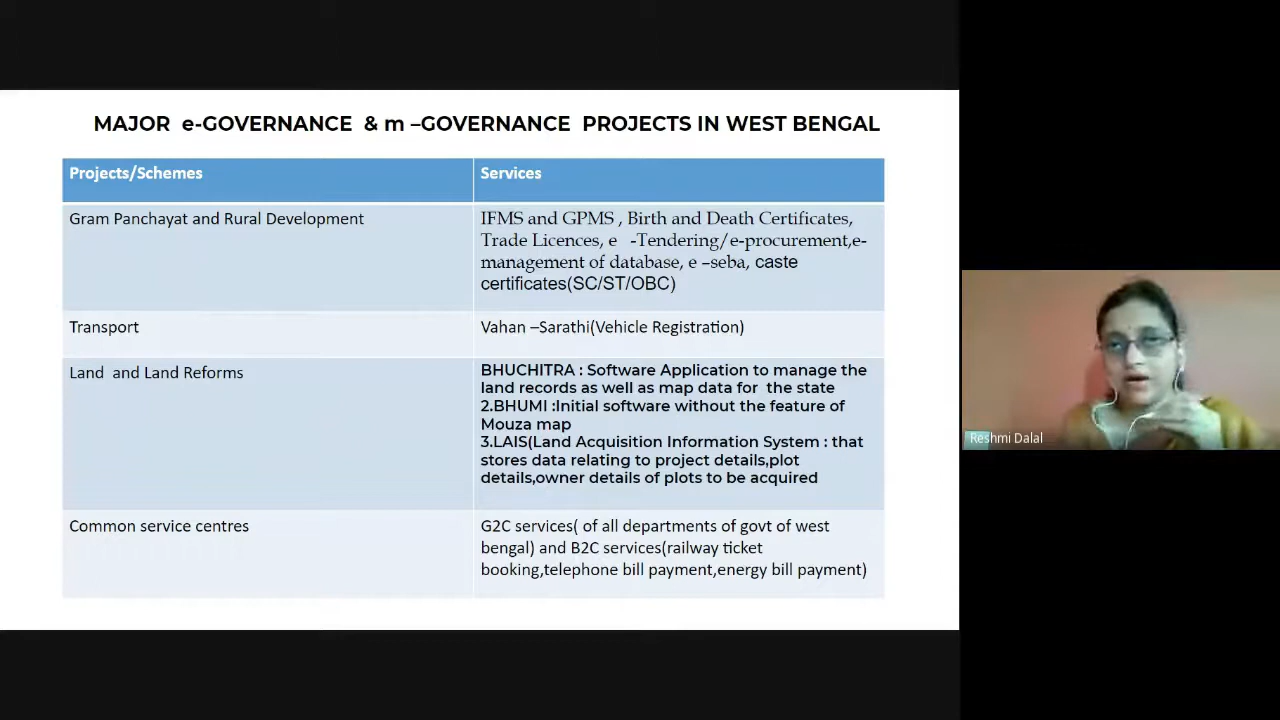 MAJOR e-GOVERNANCE & m –GOVERNANCE PROJECTS IN WEST BENGAL
Projects/Schemes
Services
Gram Panchayat and Rural Development
IFMS and GPMS , Birth and Death Certificates,
Trade Licences, e -Tendering/e-procurement,e-
management of database, e –seba, caste
certificates(SC/ST/OBC)
Transport
Vahan –Sarathi(Vehicle Registration)
Land and Land Reforms
BHUCHITRA : Software Application to manage the
land records as well as map data for the state
2.BHUMI :Initial software without the feature of
Mouza map
3.LAIS(Land Acquisition Information System : that
stores data relating to project details,plot
details,owner details of plots to be acquired
Common service centres
G2C services( of all departments of govt of west
bengal) and B2C services(railway ticket
booking,telephone bill payment,energy bill payment)
Reshmi Dalal